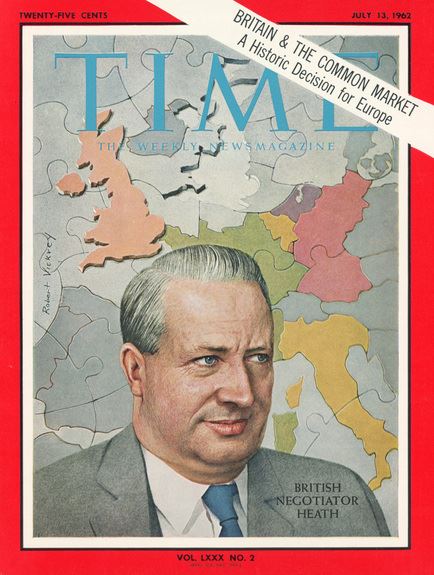 TWENTY-FIVE CENTS
JULY 13, 1962
BRITAIN & THE COMMON MARKET
A Historic Decision for Europe
TIME
THE WEEKLY NEWSMAGAZINE
Robert Vickrey
BRITISH
NEGOTIATOR
HEATH
VOL. LXXX NO. 2